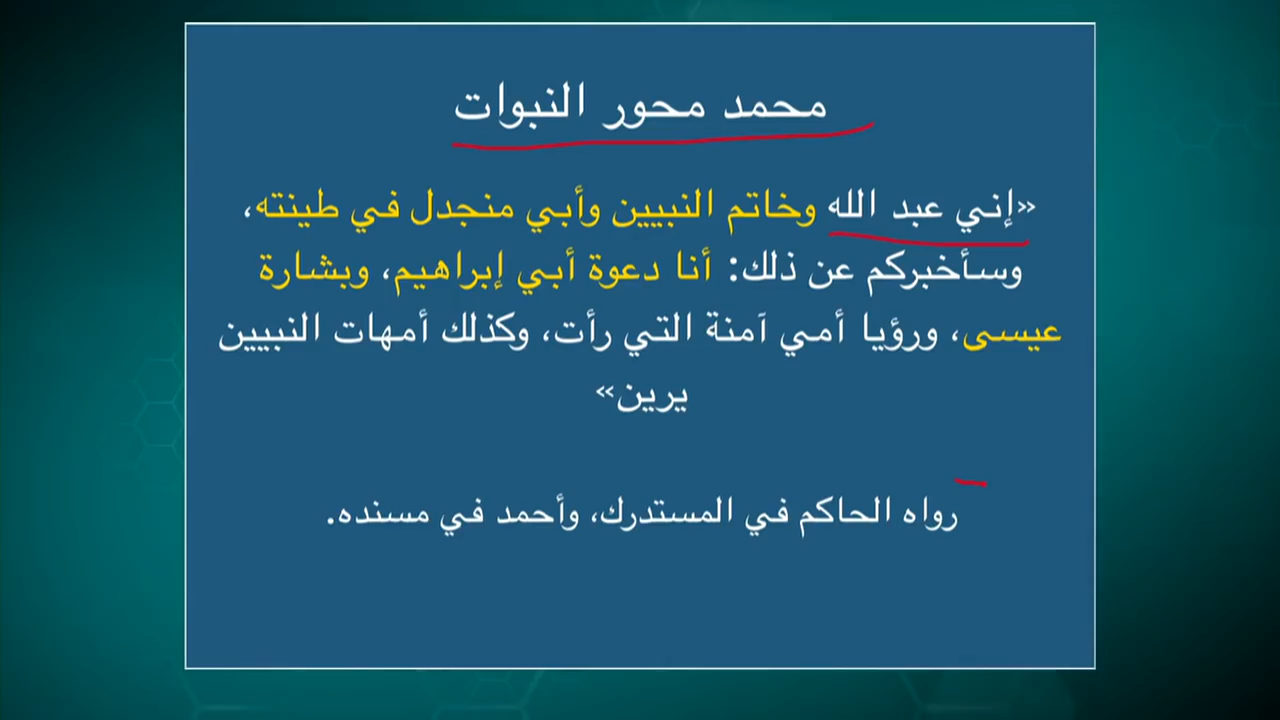 محمد محور النبوات
«إني عبد الله وخاتم النبيين وأبي منجدل في طينته،
وسأخبركم عن ذلك: أنا دعوة أبي إبراهيم، وبشارة
عيسى، ورؤيا أمي آمنة التي رأت، وكذلك أمهات النبيين
يرين»
رواه الحاكم في المستدرك، وأحمد في مسنده.